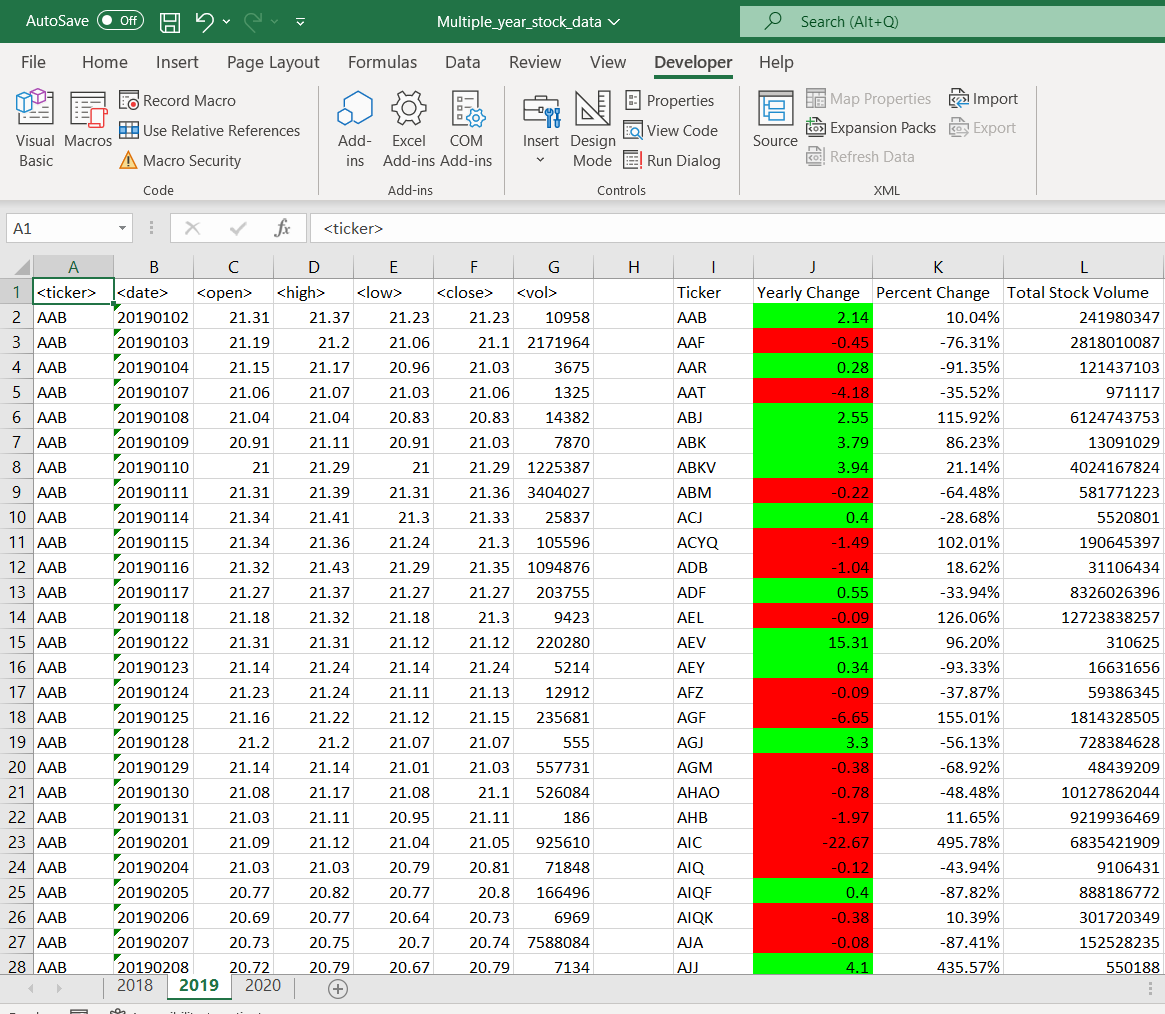 AutoSave Off Multiple_year_stock_data Search (Alt+Q)
File Home Insert Page Layout Formulas Data Review View Developer Help
Visual Basic
Macros
Record Macro
Use Relative References
Macro Security
Code
Add-ins
Excel Add-ins
COM Add-ins
Add-ins
Insert
Design Mode
Properties
View Code
Run Dialog
Controls
Source
Map Properties
Expansion Packs
Refresh Data
Import
Export
XML
A1 fx <ticker>
A B C D E F G H I J K L
1 <ticker> <date> <open> <high> <low> <close> <vol> Ticker Yearly Change Percent Change Total Stock Volume
2 AAB 20190102 21.31 21.37 21.23 21.23 10958 AAB 2.14 10.04% 241980347
3 AAB 20190103 21.19 21.2 21.06 21.1 2171964 AAF -0.45 -76.31% 2818010087
4 AAB 20190104 21.15 21.17 20.96 21.03 3675 AAR 0.28 -91.35% 121437103
5 AAB 20190107 21.06 21.07 21.03 21.06 1325 AAT -4.18 -35.52% 971117
6 AAB 20190108 21.04 21.04 20.83 20.83 14382 ABJ 2.55 115.92% 6124743753
7 AAB 20190109 20.91 21.11 20.91 21.03 7870 ABK 3.79 86.23% 13091029
8 AAB 20190110 21 21.29 21 21.29 1225387 ABKV 3.94 21.14% 4024167824
9 AAB 20190111 21.31 21.39 21.31 21.36 3404027 ABM -0.22 -64.48% 581771223
10 AAB 20190114 21.34 21.41 21.3 21.33 25837 ACJ 0.4 -28.68% 5520801
11 AAB 20190115 21.34 21.36 21.24 21.3 105596 ACYQ -1.49 102.01% 190645397
12 AAB 20190116 21.32 21.43 21.29 21.35 1094876 ADB -1.04 18.62% 31106434
13 AAB 20190117 21.27 21.37 21.27 21.27 203755 ADF 0.55 -33.94% 8326026396
14 AAB 20190118 21.18 21.32 21.18 21.3 9423 AEL -0.09 126.06% 12723838257
15 AAB 20190122 21.31 21.31 21.12 21.12 220280 AEV 15.31 96.20% 310625
16 AAB 20190123 21.14 21.24 21.14 21.24 5214 AEY 0.34 -93.33% 16631656
17 AAB 20190124 21.23 21.24 21.11 21.13 12912 AFZ -0.09 -37.87% 59386345
18 AAB 20190125 21.16 21.22 21.12 21.15 235681 AGF -6.65 155.01% 1814328505
19 AAB 20190128 21.2 21.2 21.07 21.07 555 AGJ 3.3 -56.13% 728384628
20 AAB 20190129 21.14 21.14 21.01 21.03 557731 AGM -0.38 -68.92% 48439209
21 AAB 20190130 21.08 21.17 21.08 21.1 526084 AHAO -0.78 -48.48% 10127862044
22 AAB 20190131 21.03 21.11 20.95 21.11 186 AHB -1.97 11.65% 9219936469
23 AAB 20190201 21.09 21.12 21.04 21.05 925610 AIC -22.67 495.78% 6835421909
24 AAB 20190204 21.03 21.03 20.79 20.81 71848 AIQ -0.12 -43.94% 9106431
25 AAB 20190205 20.77 20.82 20.77 20.8 166496 AIQF 0.4 -87.82% 888186772
26 AAB 20190206 20.69 20.77 20.64 20.73 6969 AIQK -0.38 10.39% 301720349
27 AAB 20190207 20.73 20.75 20.7 20.74 7588084 AJA -0.08 -87.41% 152528235
28 AAB 20190208 20.72 20.79 20.67 20.79 7134 AJJ 4.1 435.57% 550188
2018 2019 2020